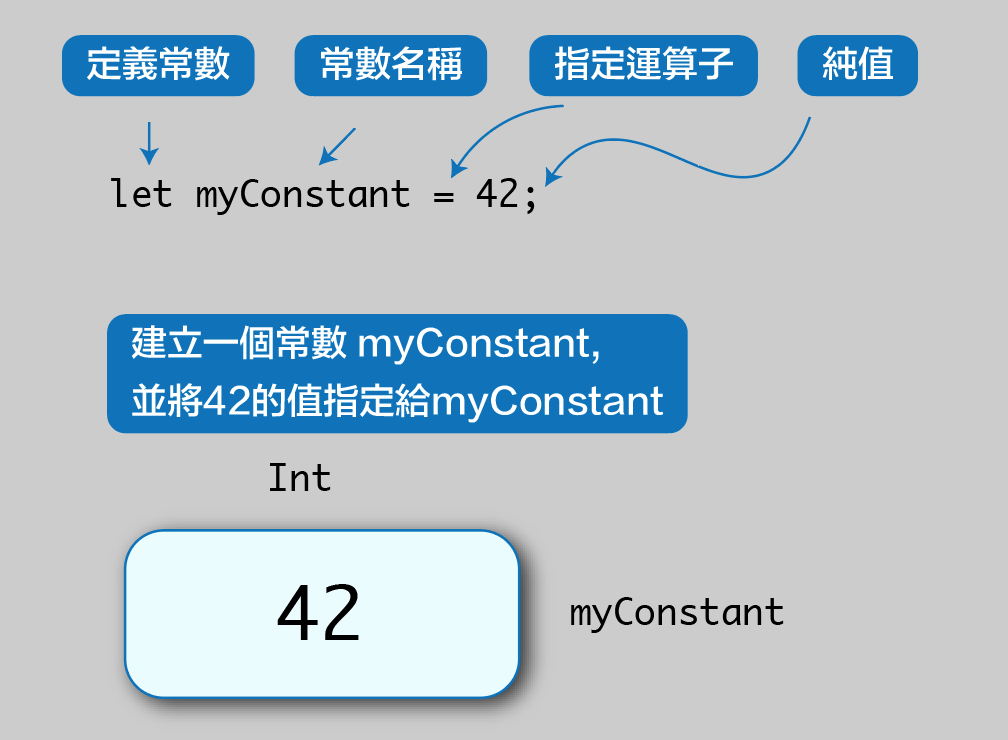 定義常數 常數名稱 指定運算子 純值
let myConstant = 42;
建立一個常數 myConstant,
並將42的值指定給myConstant
Int
42
myConstant